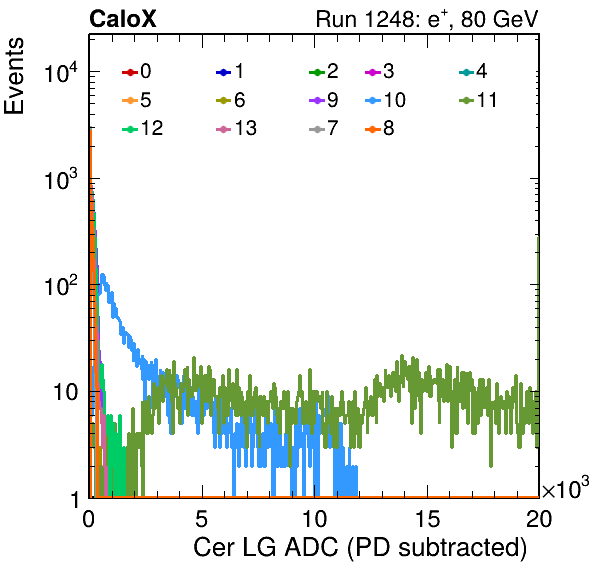 CaloX Run 1248: e⁺, 80 GeV
Events
10⁴
10³
10²
10
1
0 1 2 3 4
5 6 9 10 11
12 13 7 8
0 5 10 15 20
×10³
Cer LG ADC (PD subtracted)